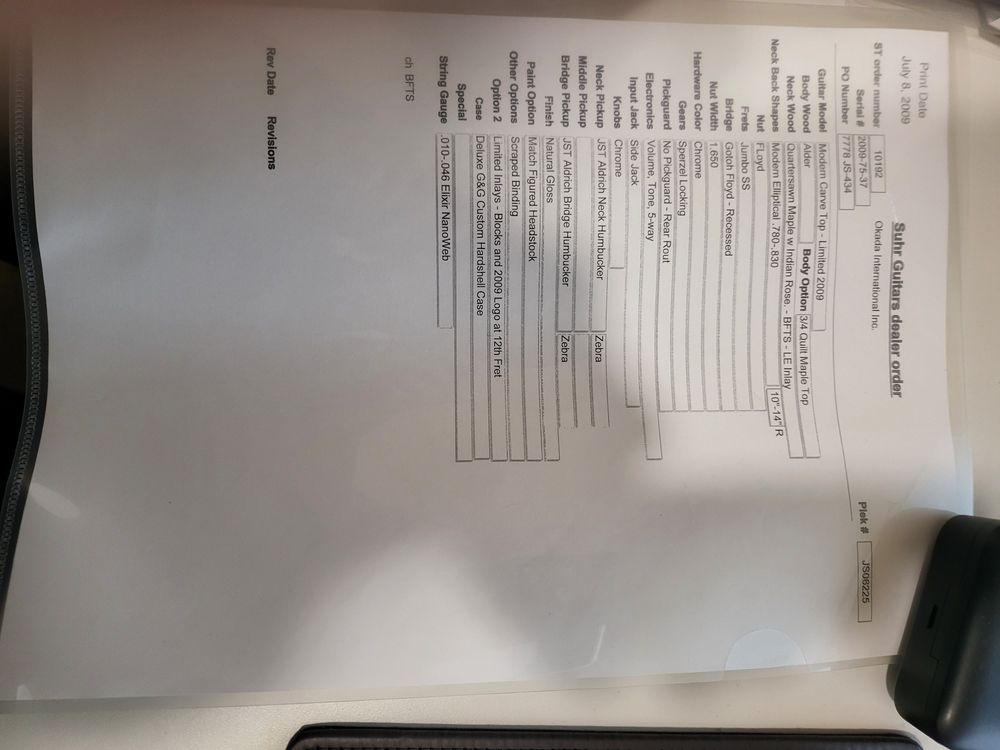 Print Date
July 8, 2009
Suhr Guitars dealer order
ST order number 10192 Okada International Inc.
Serial # 2009-75-37 Plek # JS06225
PO Number 7778 JS-434
Guitar Model Modern Carve Top - Limited 2009
Body Wood Alder Body Option 3/4 Quilt Maple Top
Neck Wood Quartersawn Maple w Indian Rose. - BFTS - LE Inlay
Neck Back Shapes Modern Elliptical .780-.830 10"-14" R
Nut FLoyd
Frets Jumbo SS
Bridge Gotoh Floyd - Recessed
Nut Width 1.650
Hardware Color Chrome
Gears Sperzel Locking
Pickguard No Pickguard - Rear Rout
Electronics Volume, Tone, 5-way
Input Jack Side Jack
Knobs Chrome
Neck Pickup JST Aldrich Neck Humbucker Zebra
Middle Pickup
Bridge Pickup JST Aldrich Bridge Humbucker Zebra
Finish Natural Gloss
Paint Option Match Figured Headstock
Other Options Scraped Binding
Option 2 Limited Inlays - Blocks and 2009 Logo at 12th Fret
Case Deluxe G&G Custom Hardshell Case
Special
String Gauge .010-.046 Elixir NanoWeb
ch BFTS
Rev Date Revisions